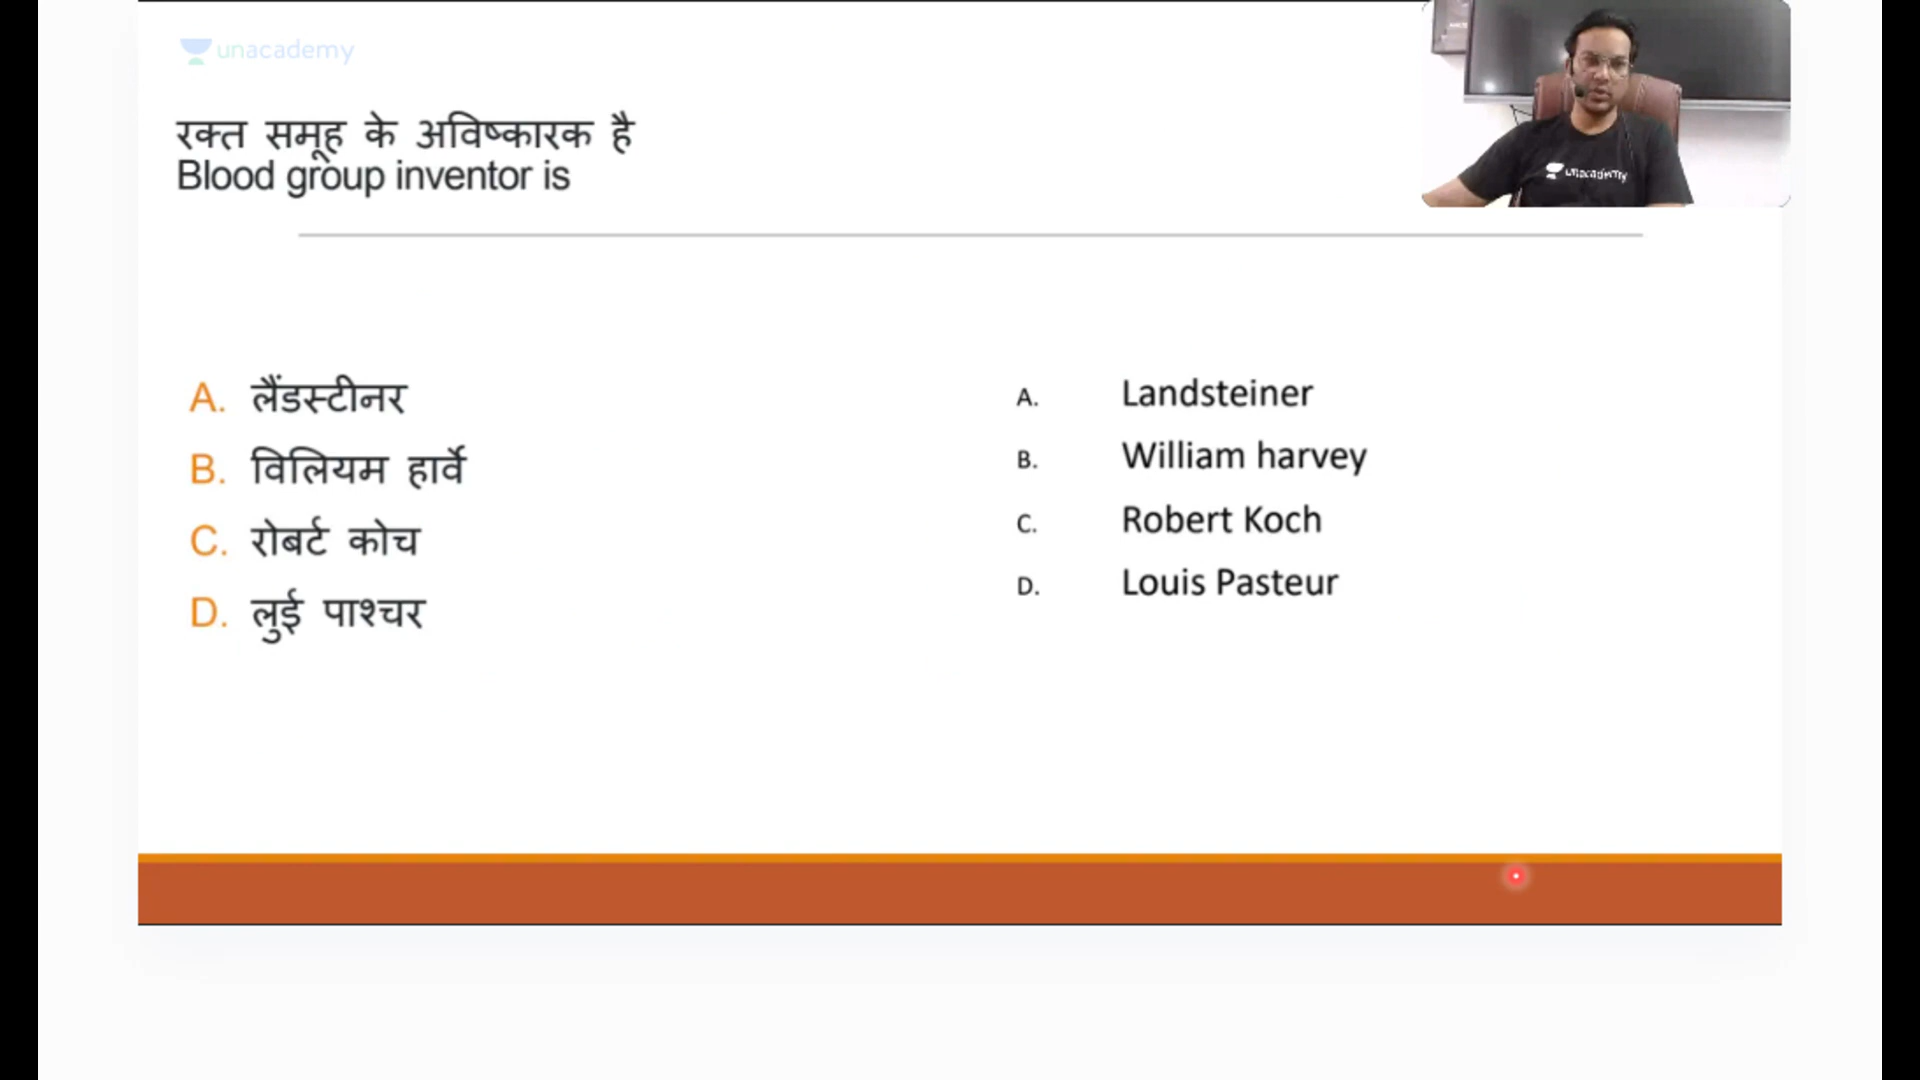 unacademy
रक्त समूह के अविष्कारक है
Blood group inventor is
A. लैंडस्टीनर
B. विलियम हार्वे
C. रोबर्ट कोच
D. लुई पाश्चर
A. Landsteiner
B. William harvey
C. Robert Koch
D. Louis Pasteur
unacademy